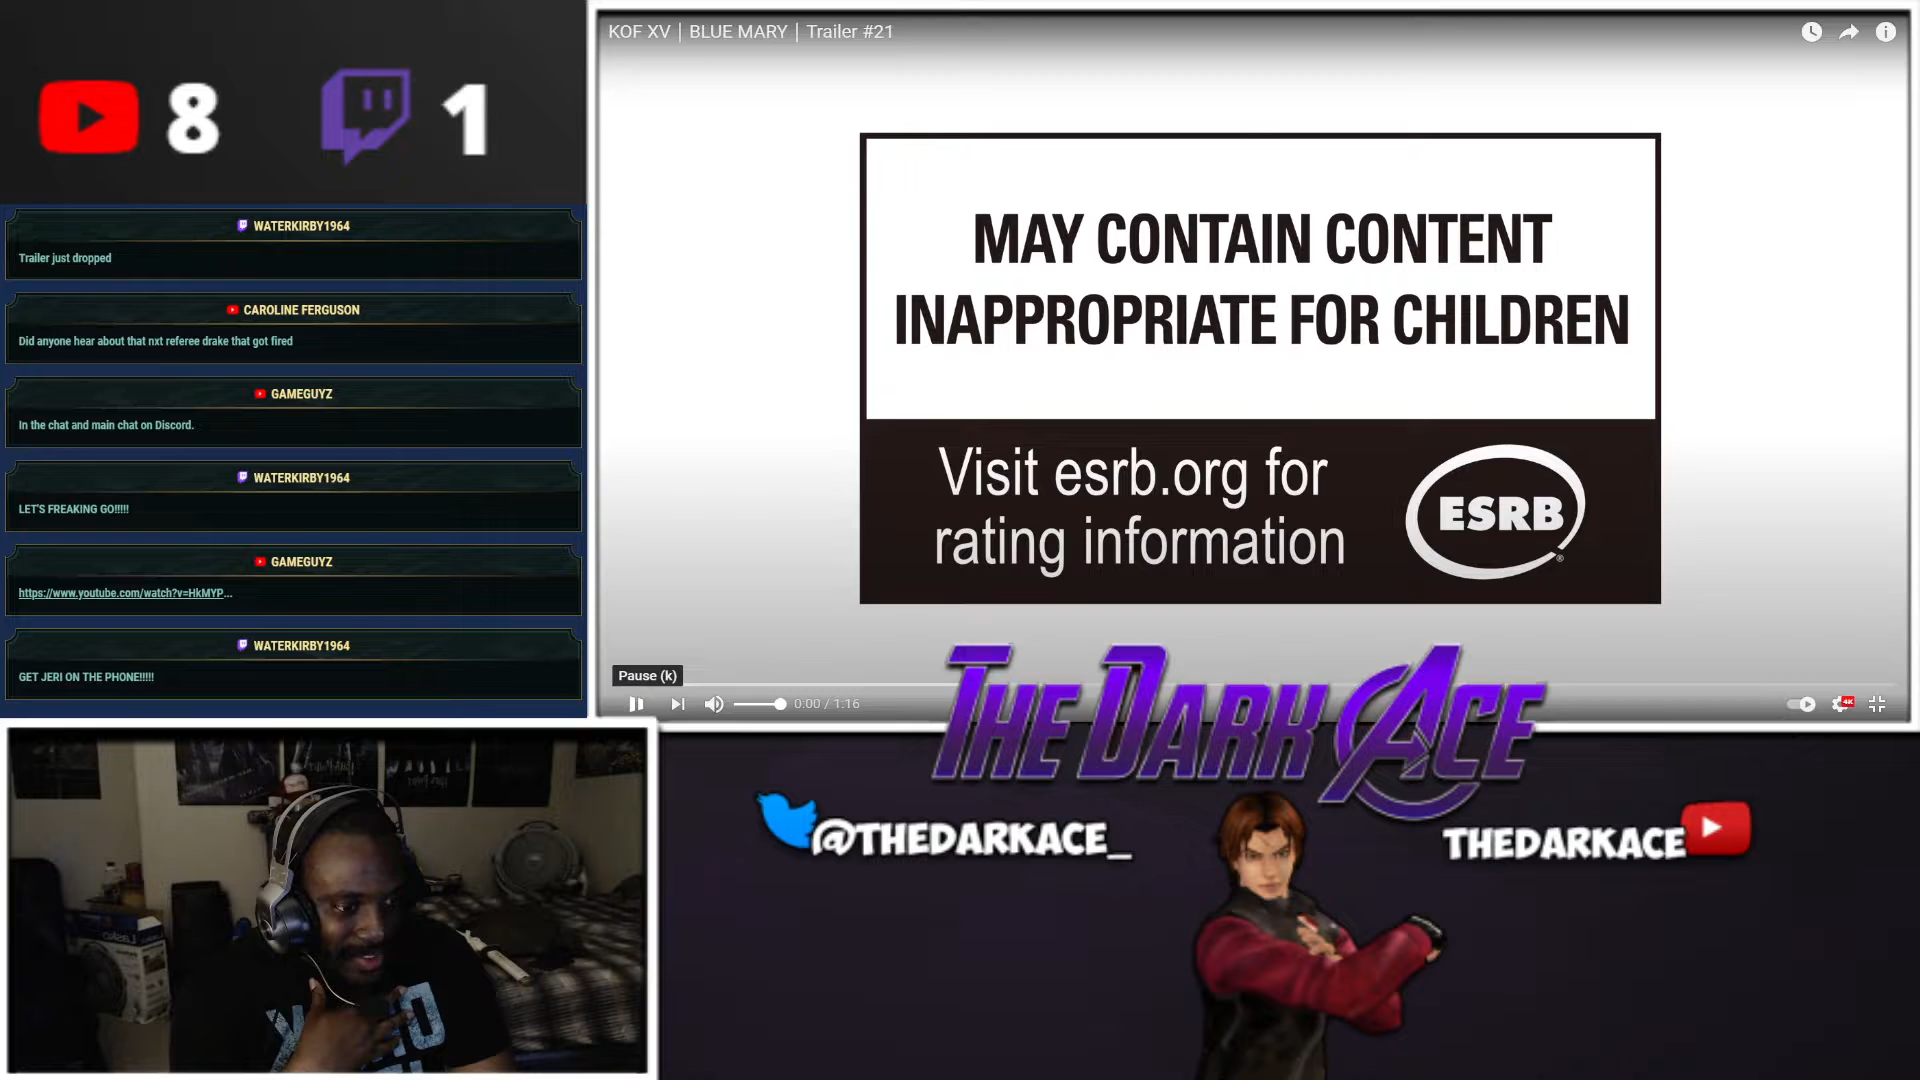 8
1
WATERKIRBY1964
Trailer just dropped
CAROLINE FERGUSON
Did anyone hear about that nxt referee drake that got fired
GAMEGUYZ
In the chat and main chat on Discord.
WATERKIRBY1964
LET'S FREAKING GO!!!!!
GAMEGUYZ
https://www.youtube.com/watch?v=HkMYP...
WATERKIRBY1964
GET JERI ON THE PHONE!!!!!
KOF XV | BLUE MARY | Trailer #21
MAY CONTAIN CONTENT
INAPPROPRIATE FOR CHILDREN
Visit esrb.org for
rating information
ESRB
®
Pause (k)
0:00 / 1:16
4K
THE DARK ACE
@THEDARKACE_
THEDARKACE